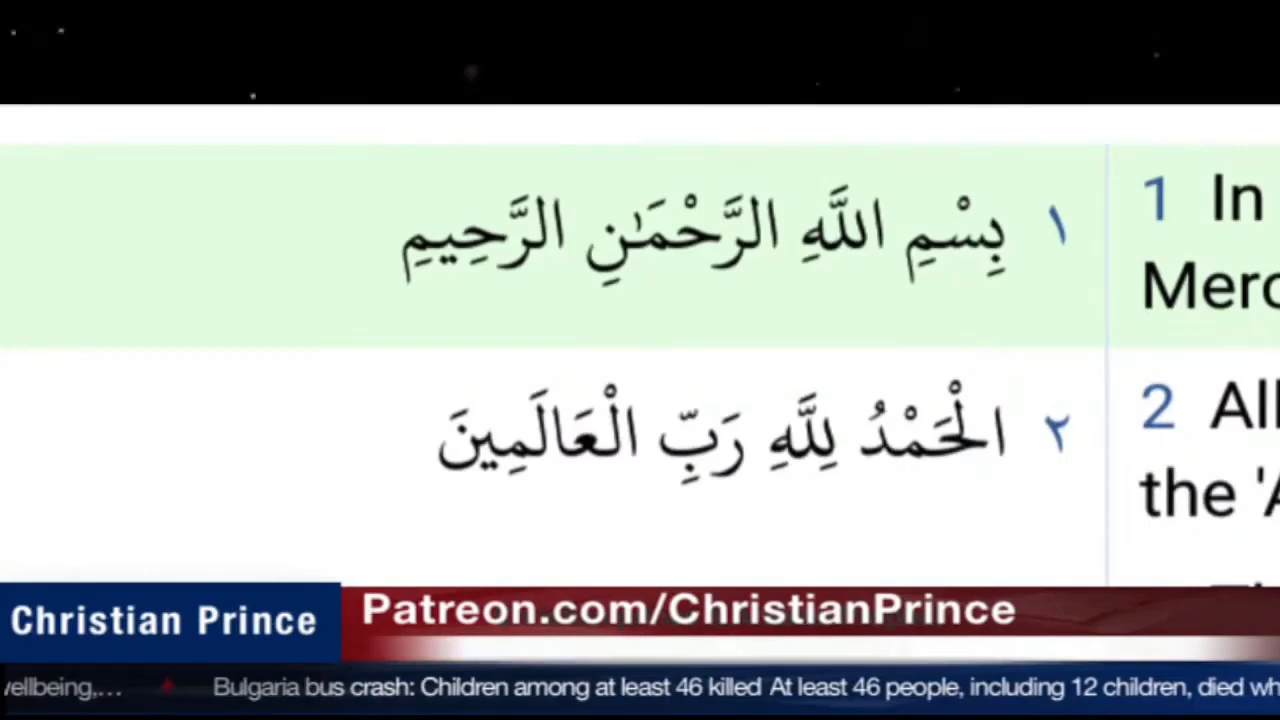 ١ بِسْمِ اللَّهِ الرَّحْمَٰنِ الرَّحِيمِ
1 In
Merc
٢ الْحَمْدُ لِلَّهِ رَبِّ الْعَالَمِينَ
2 All
the 'A
Christian Prince
Patreon.com/ChristianPrince
vellbeing,… Bulgaria bus crash: Children among at least 46 killed At least 46 people, including 12 children, died wh